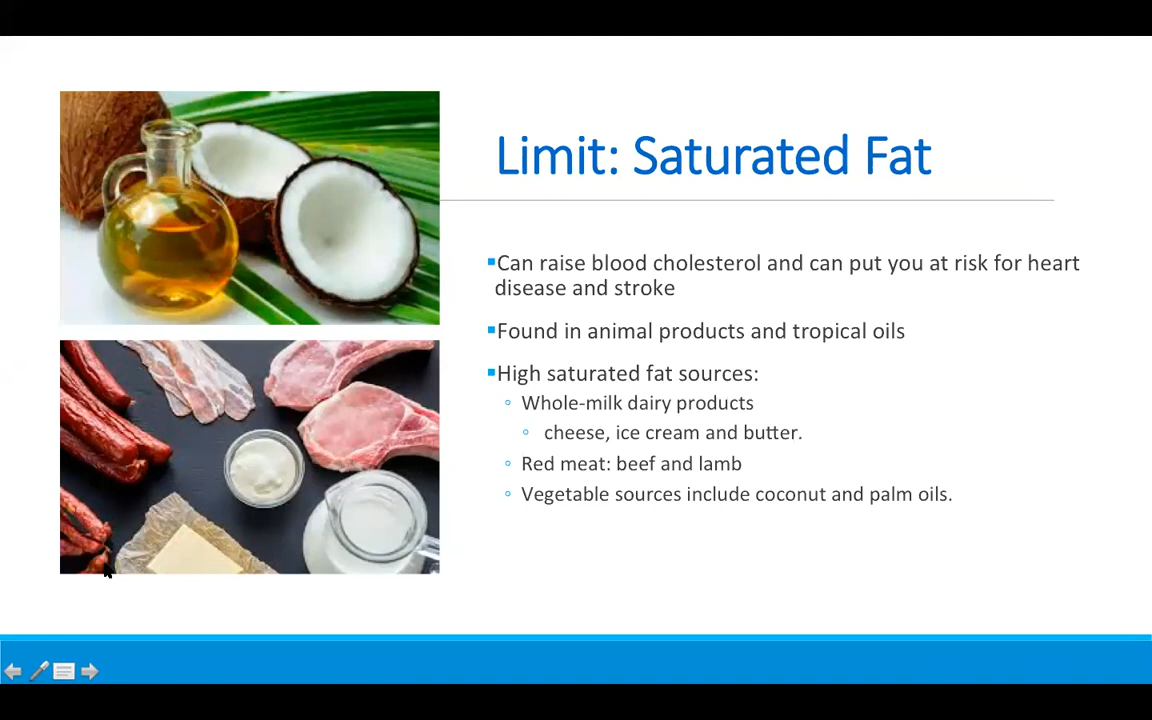 Limit: Saturated Fat
▪Can raise blood cholesterol and can put you at risk for heart
disease and stroke
▪Found in animal products and tropical oils
▪High saturated fat sources:
◦ Whole-milk dairy products
◦ cheese, ice cream and butter.
◦ Red meat: beef and lamb
◦ Vegetable sources include coconut and palm oils.